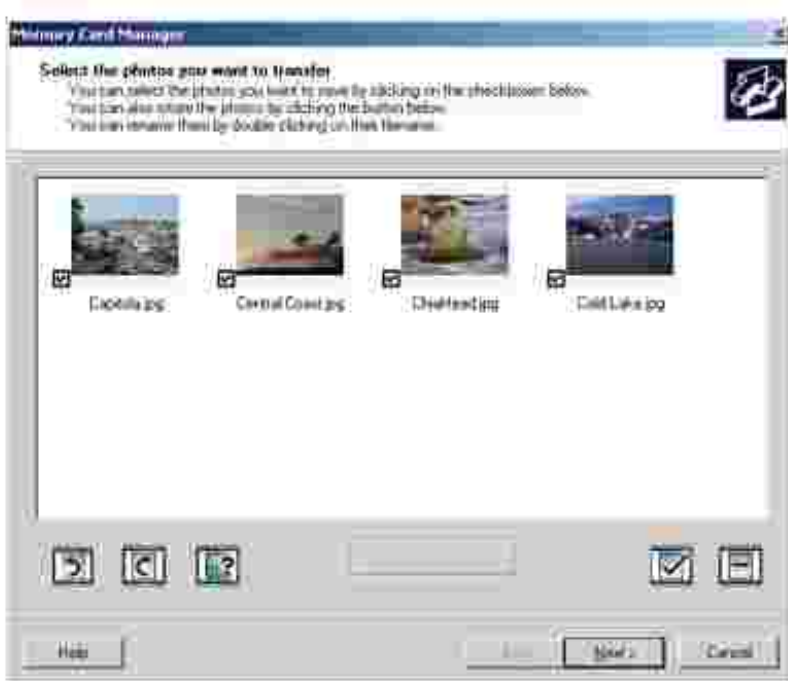 Memory Card Manager
Select the photos you want to transfer
You can select the photos you want to save by clicking on the checkboxes below.
You can also rotate the photos by clicking the button below.
You can rename them by double clicking on their filename.
Capitola.jpg
Central Coast.jpg
Cold Lake.jpg
?
Help
Next >
Cancel